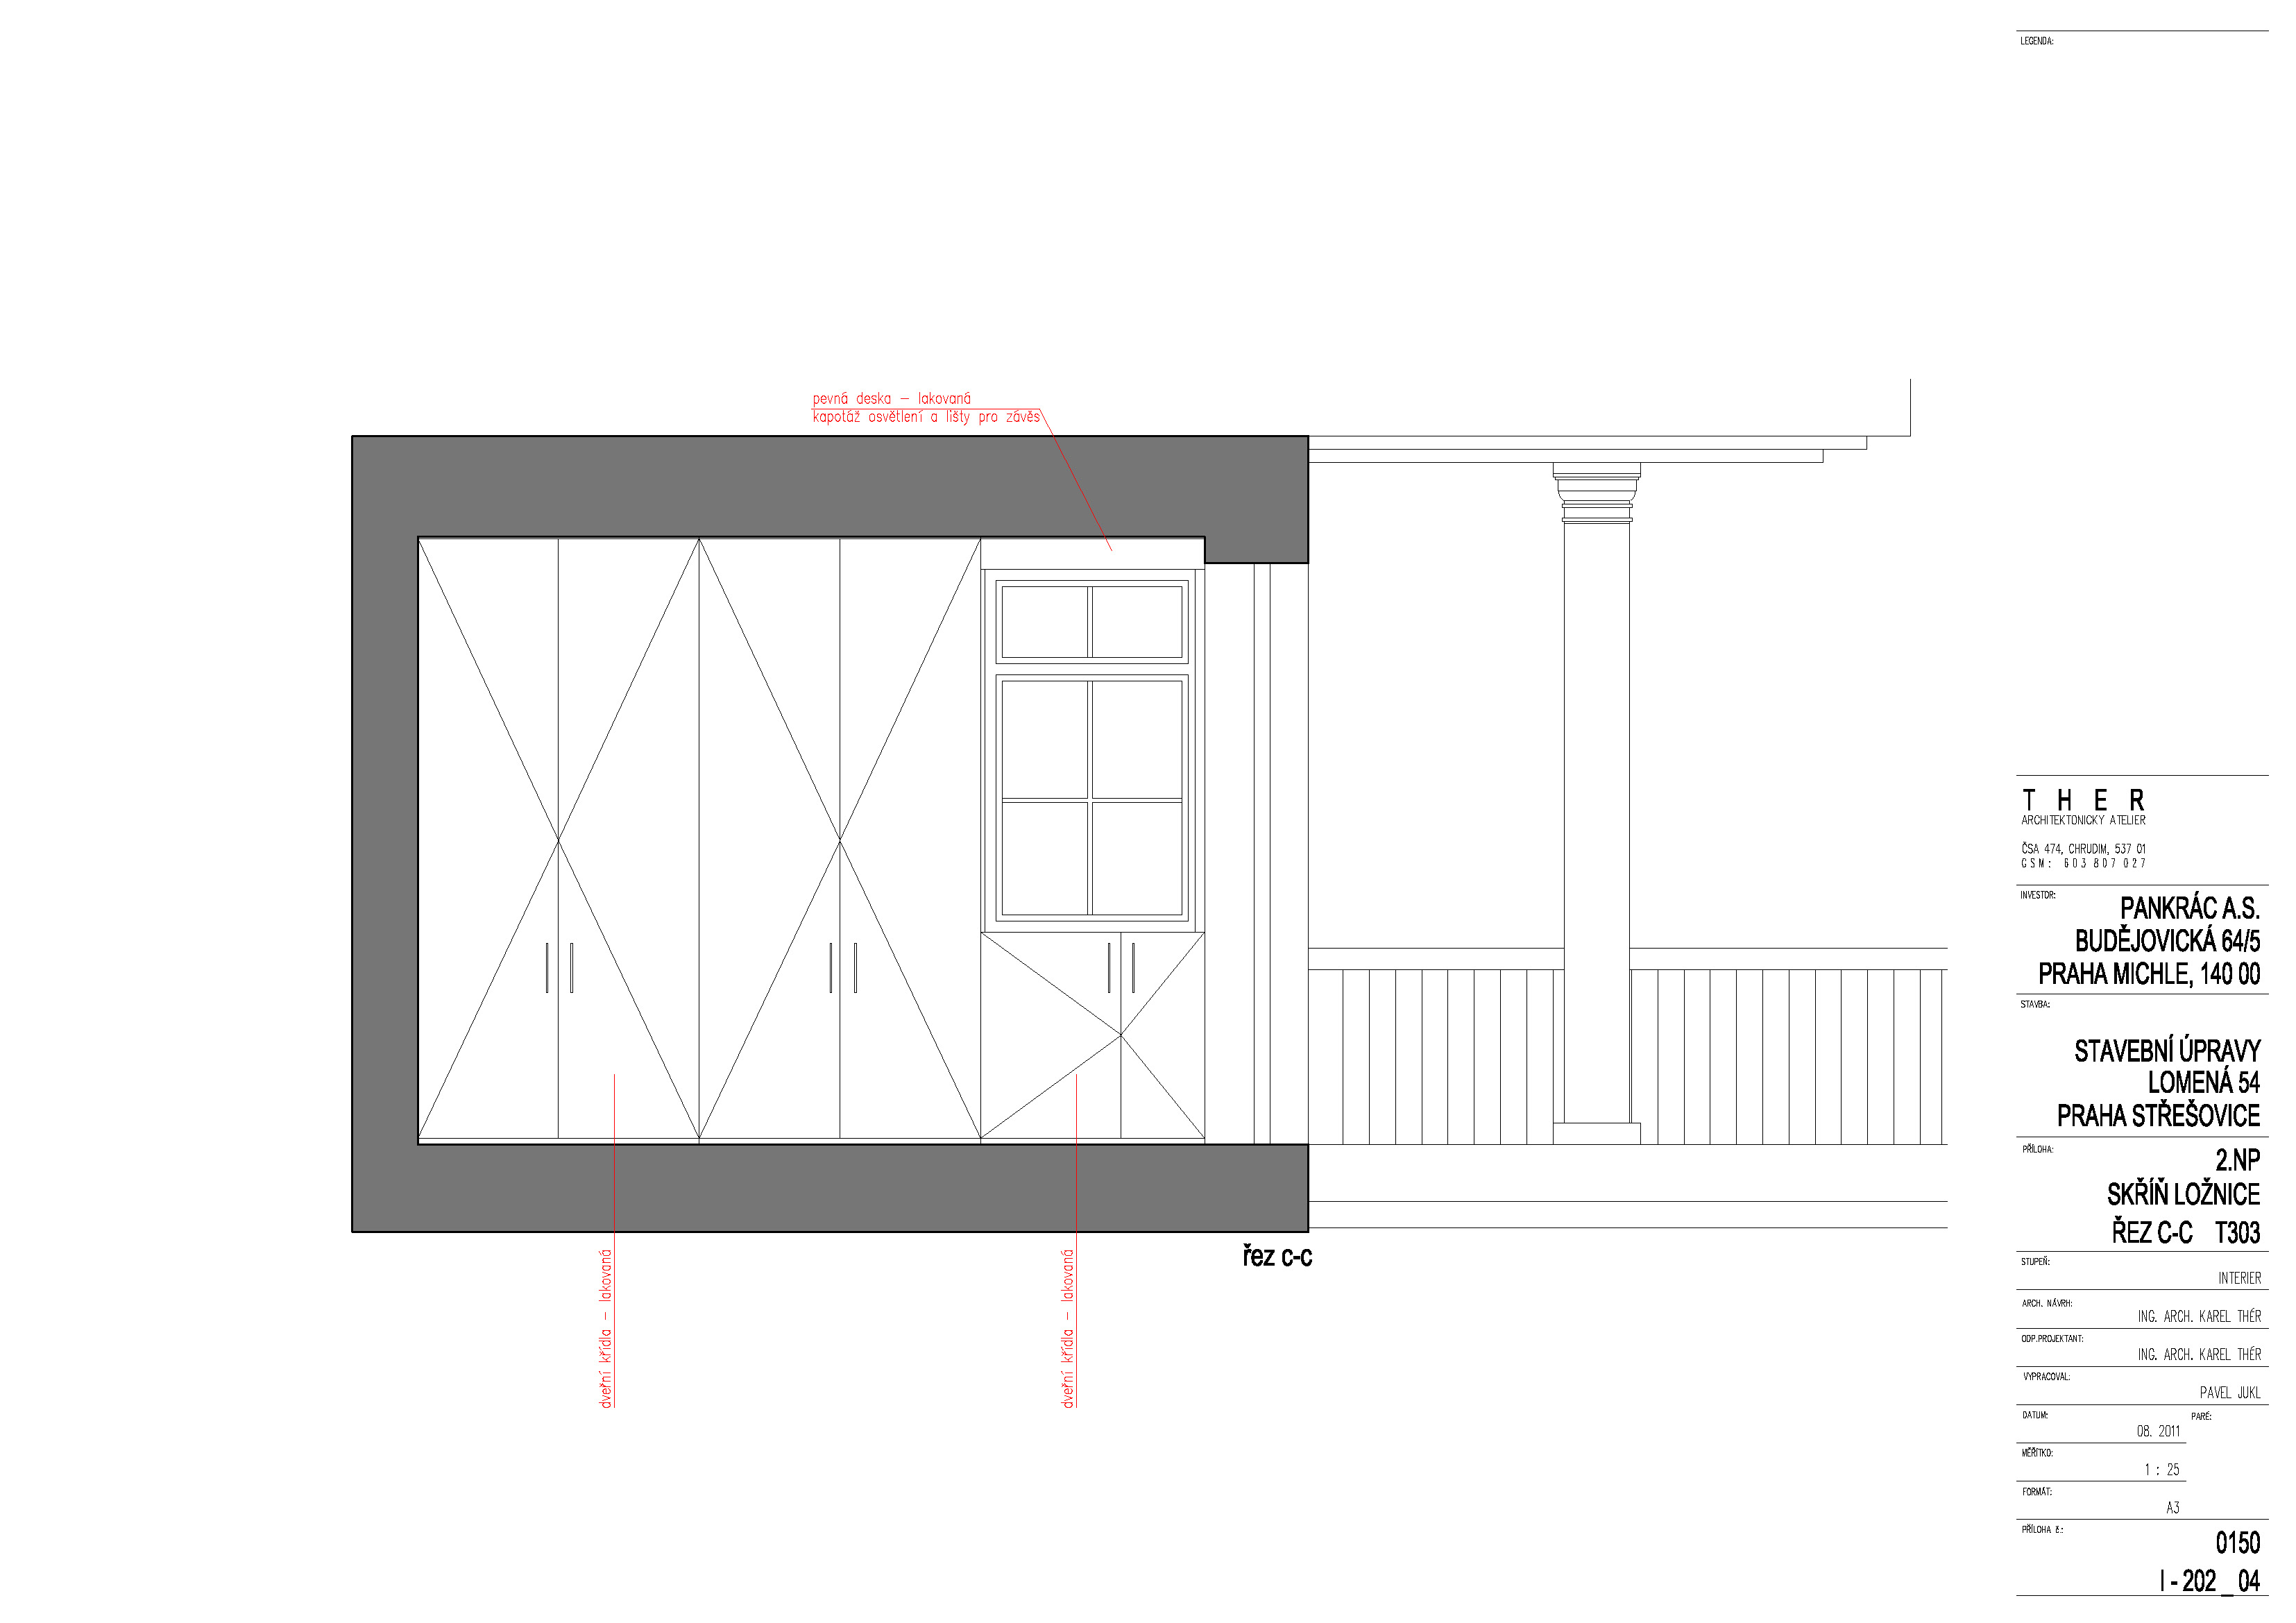 LEGENDA:
pevná deska – lakovaná
kapotáž osvětlení a lišty pro závěs
dveřní křídla – lakovaná
dveřní křídla – lakovaná
řez c-c
T H E R
ARCHITEKTONICKY ATELIER
ČSA 474, CHRUDIM, 537 01
GSM: 603 807 027
INVESTOR:
PANKRÁC A.S.
BUDĚJOVICKÁ 64/5
PRAHA MICHLE, 140 00
STAVBA:
STAVEBNÍ ÚPRAVY
LOMENÁ 54
PRAHA STŘEŠOVICE
PŘÍLOHA:
2.NP
SKŘÍŇ LOŽNICE
ŘEZ C-C T303
STUPEŇ:
INTERIER
ARCH. NÁVRH:
ING. ARCH. KAREL THÉR
ODP.PROJEKTANT:
ING. ARCH. KAREL THÉR
VYPRACOVAL:
PAVEL JUKL
DATUM:
08. 2011
PARÉ:
MĚŘÍTKO:
1 : 25
FORMÁT:
A3
PŘÍLOHA č.:
0150
I - 202 _ 04